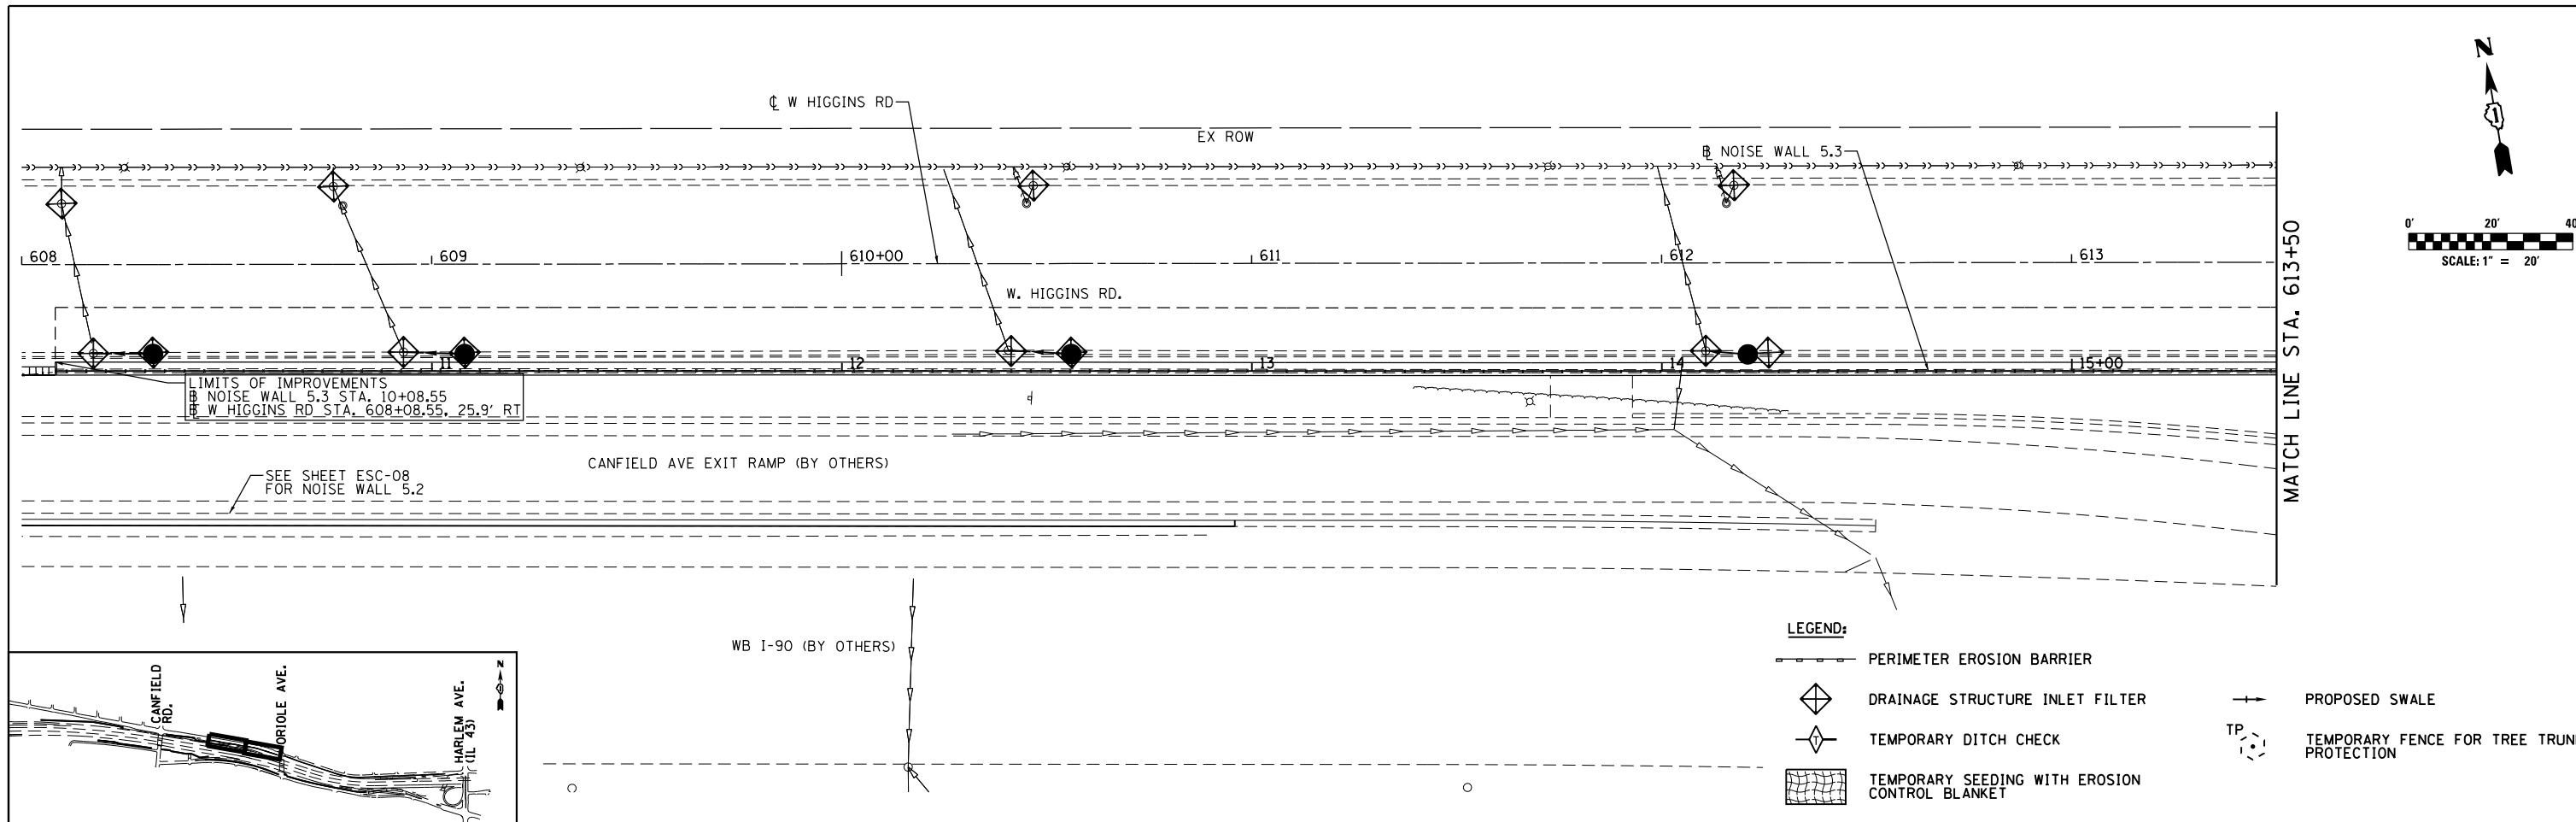 N
℄ W HIGGINS RD
EX ROW
NOISE WALL 5.3
0' 20'
SCALE: 1" = 20'
608 609 610+00 611 612 613
W. HIGGINS RD.
MATCH LINE STA. 613+50
11 12 13 14 15+00
LIMITS OF IMPROVEMENTS
NOISE WALL 5.3 STA. 10+08.55
W HIGGINS RD STA. 608+08.55, 25.9' RT
CANFIELD AVE EXIT RAMP (BY OTHERS)
SEE SHEET ESC-08
FOR NOISE WALL 5.2
WB I-90 (BY OTHERS)
LEGEND:
PERIMETER EROSION BARRIER
DRAINAGE STRUCTURE INLET FILTER
T
TEMPORARY DITCH CHECK
TEMPORARY SEEDING WITH EROSION
CONTROL BLANKET
PROPOSED SWALE
TP
TEMPORARY FENCE FOR TREE
PROTECTION
CANFIELD
RD.
ORIOLE AVE.
HARLEM AVE.
(IL 43)
N